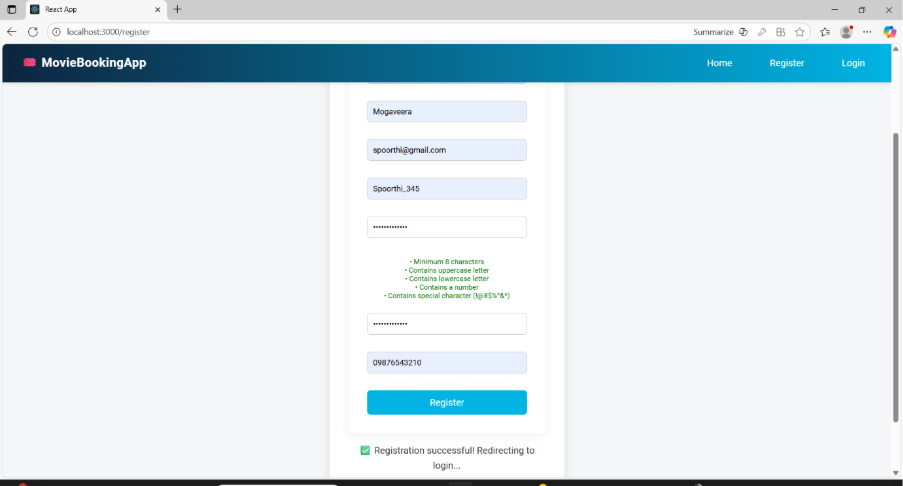 React App
localhost:3000/register
Summarize
MovieBookingApp
Home
Register
Login
Mogaveera
spoorthi@gmail.com
Spoorthi_345
•••••••••••••
• Minimum 8 characters
• Contains uppercase letter
• Contains lowercase letter
• Contains a number
• Contains special character (!@#$%^&*)
•••••••••••••
09876543210
Register
✅ Registration successful! Redirecting to
login...